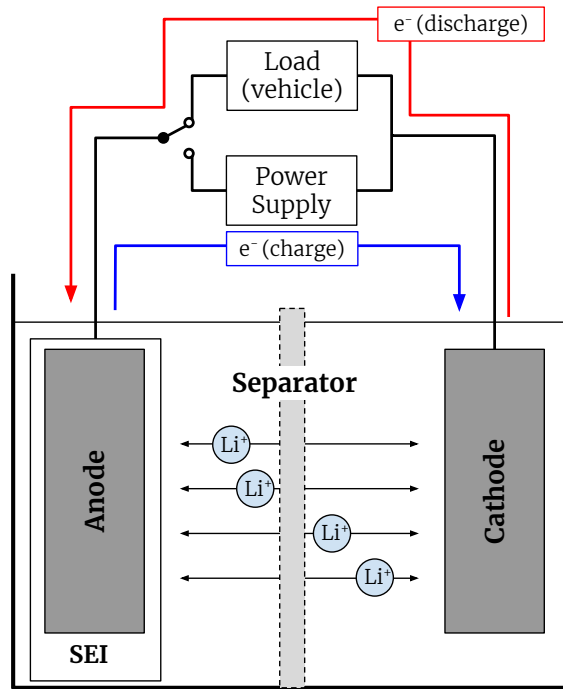 e⁻ (discharge)
Load
(vehicle)
Power
Supply
e⁻ (charge)
Separator
Li⁺
Li⁺
Li⁺
Li⁺
Anode
Cathode
SEI